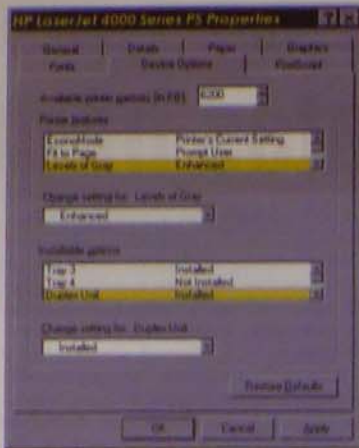 HP LaserJet 4000 Series PS Properties
General Details Paper Graphics
Fonts Device Options PostScript
Available printer memory (in KB): 6200
Printer features
EconoMode Printer's Current Setting
Fit to Page Prompt User
Levels of Gray Enhanced
Change setting for: Levels of Gray
Enhanced
Installable options
Tray 3 Installed
Tray 4 Not Installed
Duplex Unit Installed
Change setting for: Duplex Unit
Installed
Restore Defaults
OK Cancel Apply